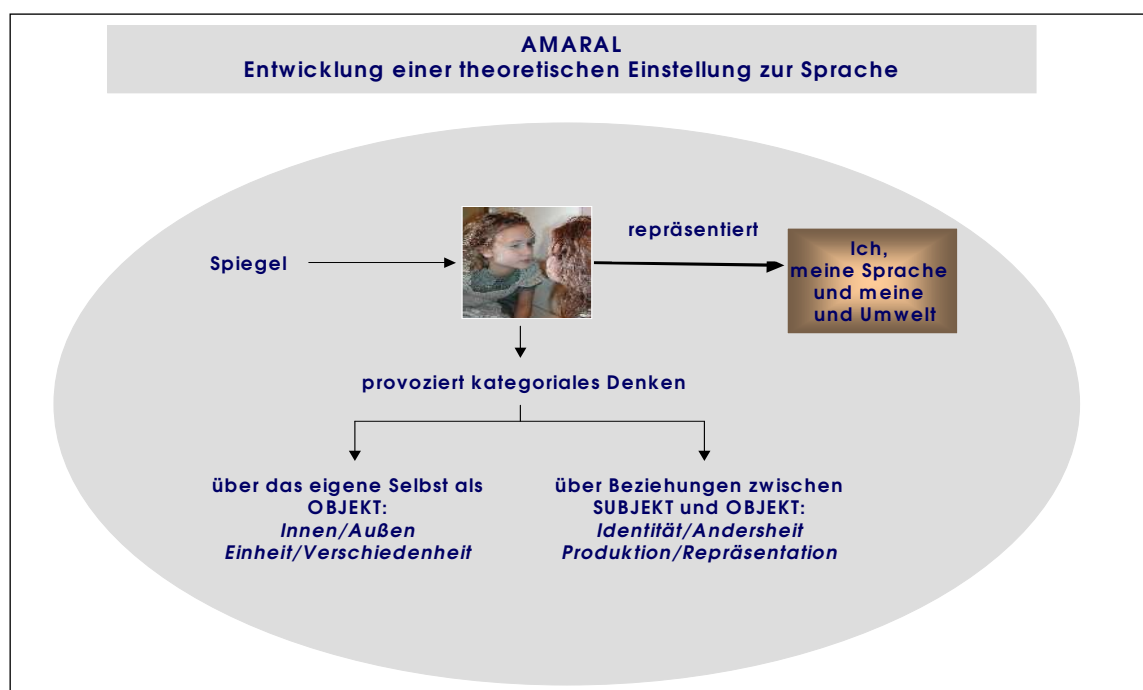 AMARAL
Entwicklung einer theoretischen Einstellung zur Sprache
repräsentiert
Spiegel
Ich,
meine Sprache
und meine
und Umwelt
provoziert kategoriales Denken
über das eigene Selbst als
OBJEKT:
Innen/Außen
Einheit/Verschiedenheit
über Beziehungen zwischen
SUBJEKT und OBJEKT:
Identität/Andersheit
Produktion/Repräsentation